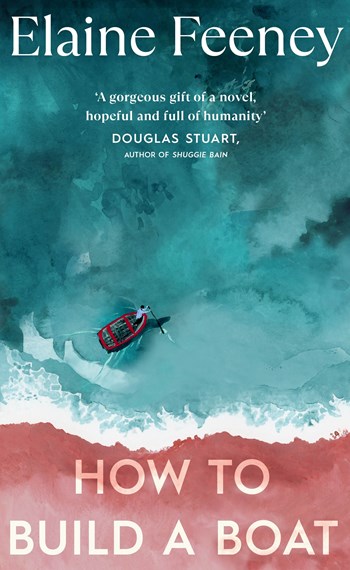 Elaine Feeney
‘A gorgeous gift of a novel,
hopeful and full of humanity’
DOUGLAS STUART,
AUTHOR OF SHUGGIE BAIN
HOW TO
BUILD A BOAT